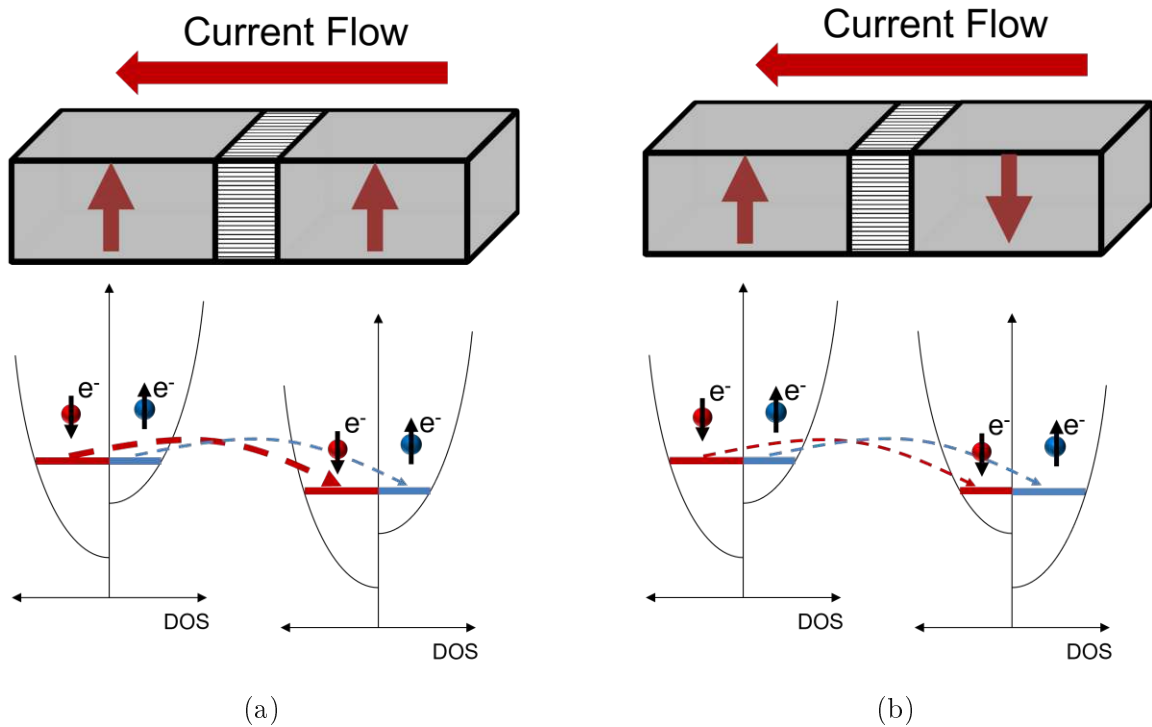 Current Flow
e-
e-
e-
e-
DOS
DOS
(a)
Current Flow
e-
e-
e-
e-
DOS
DOS
(b)